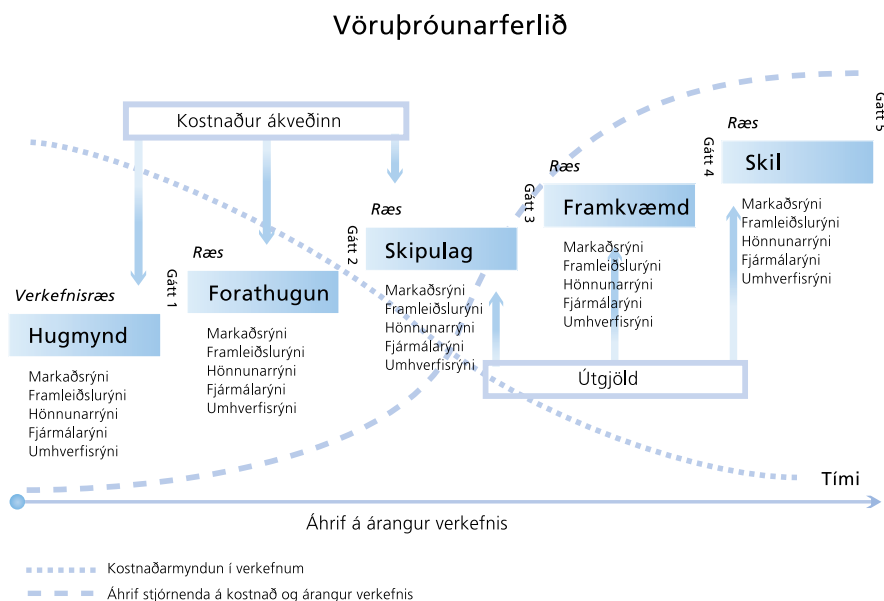 Vöruþróunarferlið
Kostnaður ákveðinn
Verkefnisræs
Hugmynd
Markaðsrýni
Framleiðslurýni
Hönnunarrýni
Fjármálarýni
Umhverfisrýni
Gátt 1
Ræs
Forathugun
Markaðsrýni
Framleiðslurýni
Hönnunarrýni
Fjármálarýni
Umhverfisrýni
Gátt 2
Ræs
Skipulag
Markaðsrýni
Framleiðslurýni
Hönnunarrýni
Fjármálarýni
Umhverfisrýni
Gátt 3
Ræs
Framkvæmd
Markaðsrýni
Framleiðslurýni
Hönnunarrýni
Fjármálarýni
Umhverfisrýni
Gátt 4
Ræs
Skil
Markaðsrýni
Framleiðslurýni
Hönnunarrýni
Fjármálarýni
Umhverfisrýni
Gátt 5
Útgjöld
Tími
Áhrif á árangur verkefnis
Kostnaðarmyndun í verkefnum
Áhrif stjórnenda á kostnað og árangur verkefnis